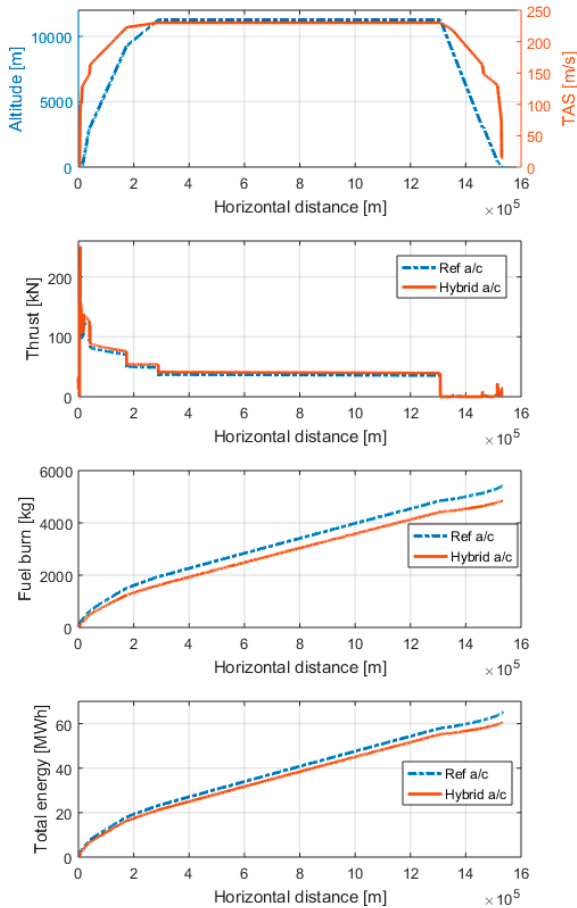 Altitude [m]
10000
5000
0
250
200
150
100
50
0
TAS [m/s]
0 2 4 6 8 10 12 14 16
Horizontal distance [m]
× 10^5
Thrust [kN]
200
100
0
Ref a/c
Hybrid a/c
0 2 4 6 8 10 12 14 16
Horizontal distance [m]
× 10^5
Fuel burn [kg]
6000
4000
2000
0
Ref a/c
Hybrid a/c
0 2 4 6 8 10 12 14 16
Horizontal distance [m]
× 10^5
Total energy [MWh]
60
40
20
0
Ref a/c
Hybrid a/c
0 2 4 6 8 10 12 14 16
Horizontal distance [m]
× 10^5